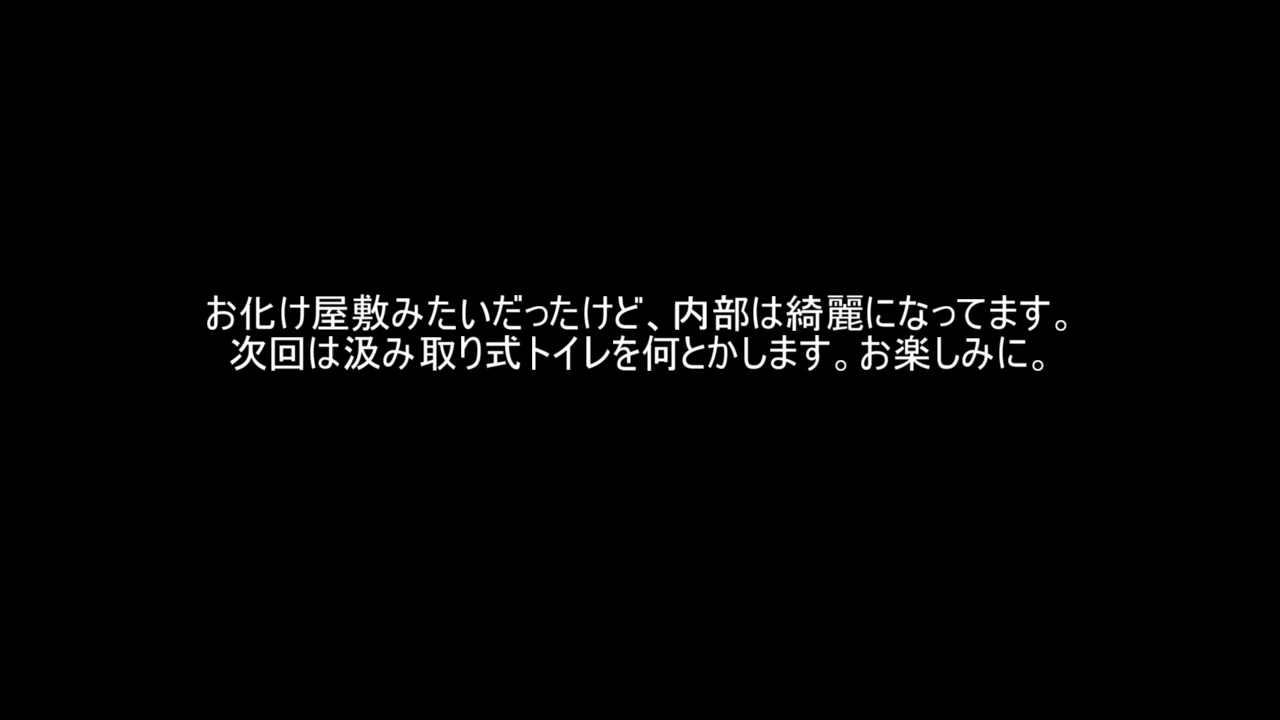 お化け屋敷みたいだったけど、内部は綺麗になってます。
次回は汲み取り式トイレを何とかします。お楽しみに。